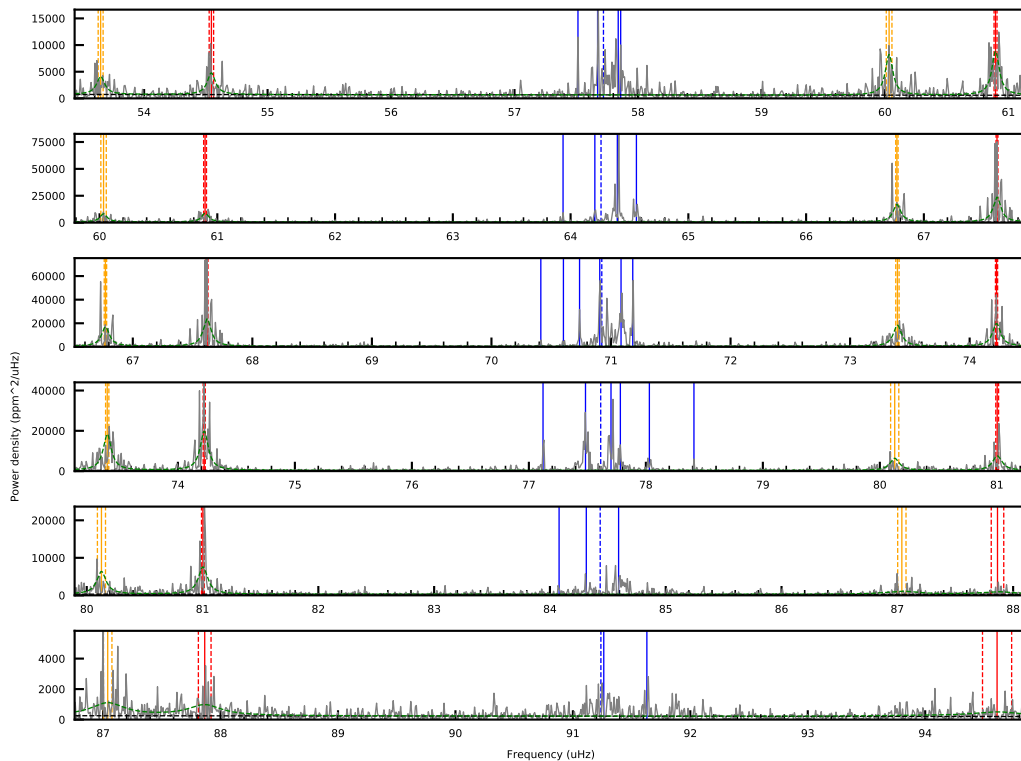 15000
10000
5000
0
54 55 56 57 58 59 60 61
75000
50000
25000
0
60 61 62 63 64 65 66 67
60000
40000
20000
0
67 68 69 70 71 72 73 74
40000
20000
0
74 75 76 77 78 79 80 81
20000
10000
0
80 81 82 83 84 85 86 87 88
4000
2000
0
87 88 89 90 91 92 93 94
Power density (ppm^2/uHz)
Frequency (uHz)